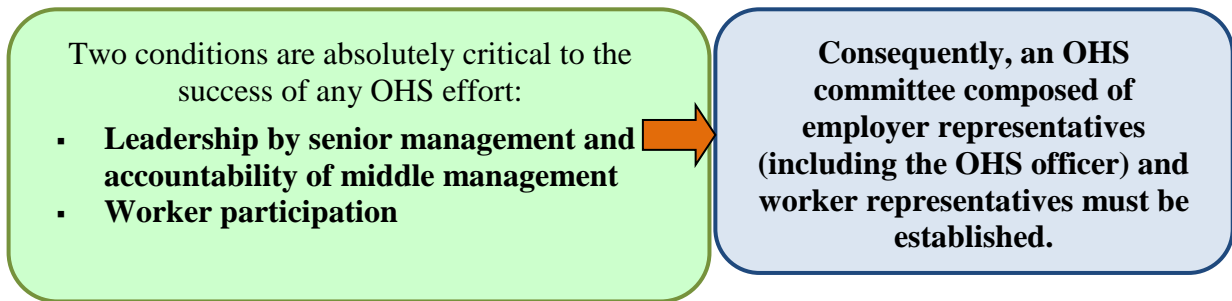 Two conditions are absolutely critical to the
success of any OHS effort:
▪ Leadership by senior management and
accountability of middle management
▪ Worker participation
Consequently, an OHS
committee composed of
employer representatives
(including the OHS officer) and
worker representatives must be
established.